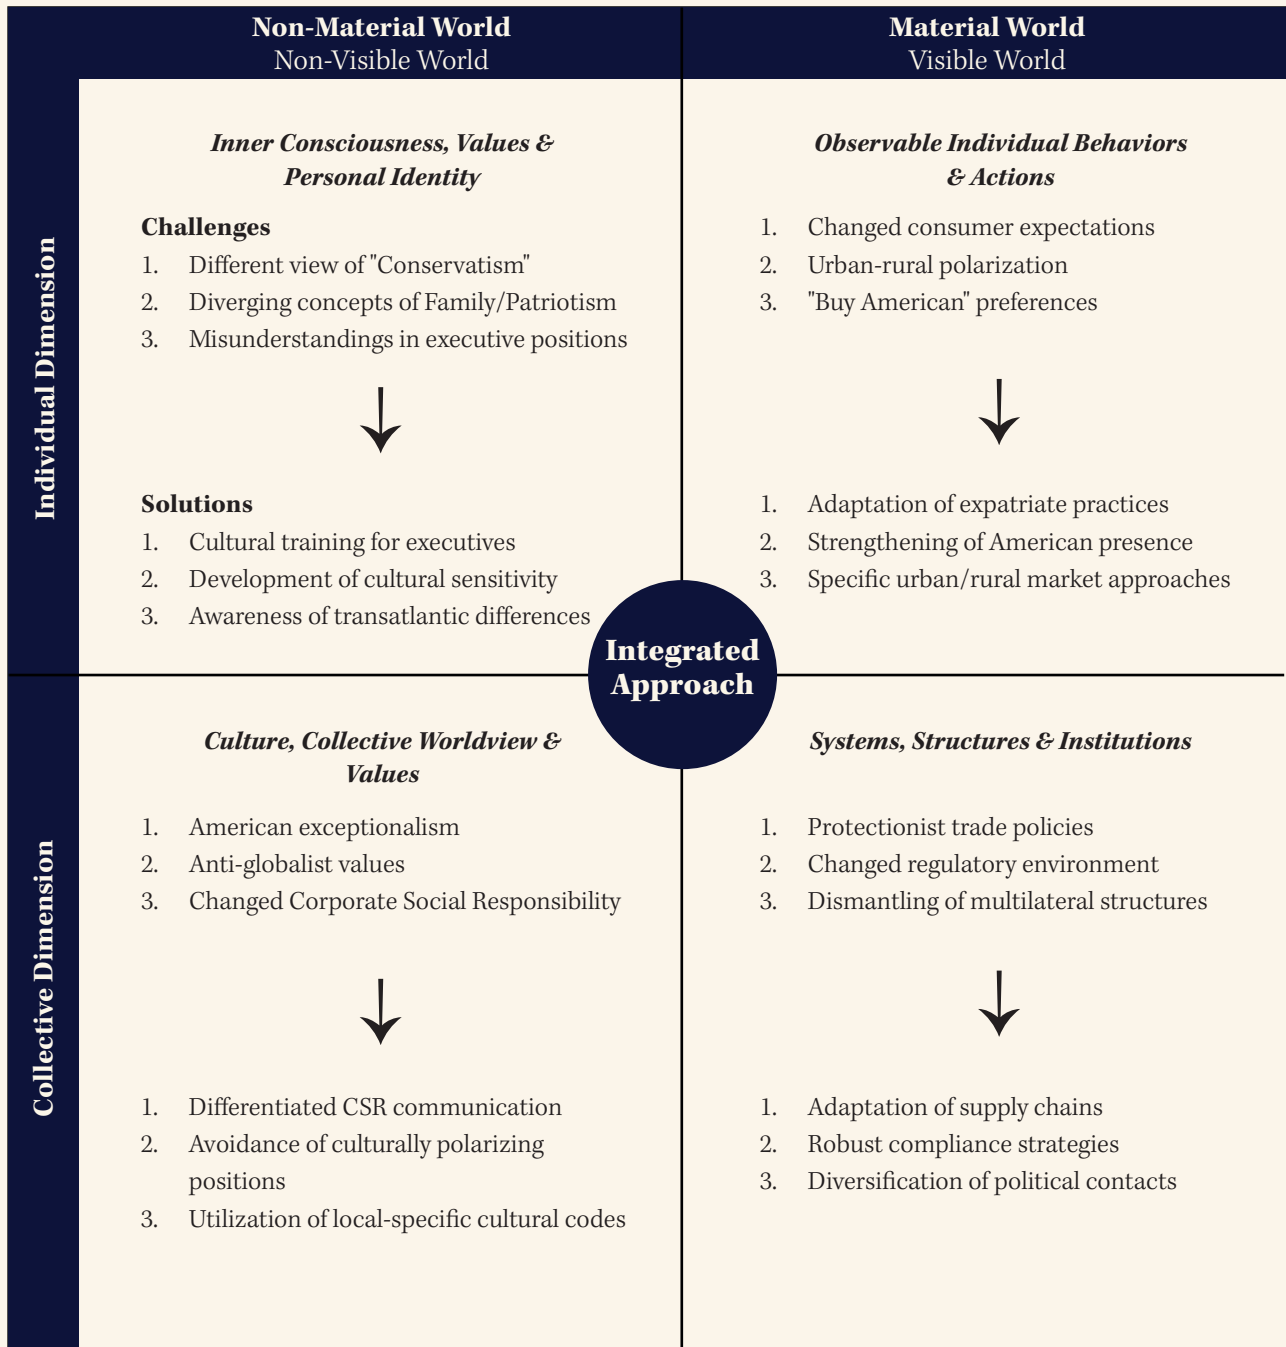 Non-Material World
Non-Visible World
Material World
Visible World
Individual Dimension
Inner Consciousness, Values &
Personal Identity
Challenges
1. Different view of "Conservatism"
2. Diverging concepts of Family/Patriotism
3. Misunderstandings in executive positions
Solutions
1. Cultural training for executives
2. Development of cultural sensitivity
3. Awareness of transatlantic differences
Observable Individual Behaviors
& Actions
1. Changed consumer expectations
2. Urban-rural polarization
3. "Buy American" preferences
1. Adaptation of expatriate practices
2. Strengthening of American presence
3. Specific urban/rural market approaches
Integrated
Approach
Collective Dimension
Culture, Collective Worldview &
Values
1. American exceptionalism
2. Anti-globalist values
3. Changed Corporate Social Responsibility
1. Differentiated CSR communication
2. Avoidance of culturally polarizing
positions
3. Utilization of local-specific cultural codes
Systems, Structures & Institutions
1. Protectionist trade policies
2. Changed regulatory environment
3. Dismantling of multilateral structures
1. Adaptation of supply chains
2. Robust compliance strategies
3. Diversification of political contacts